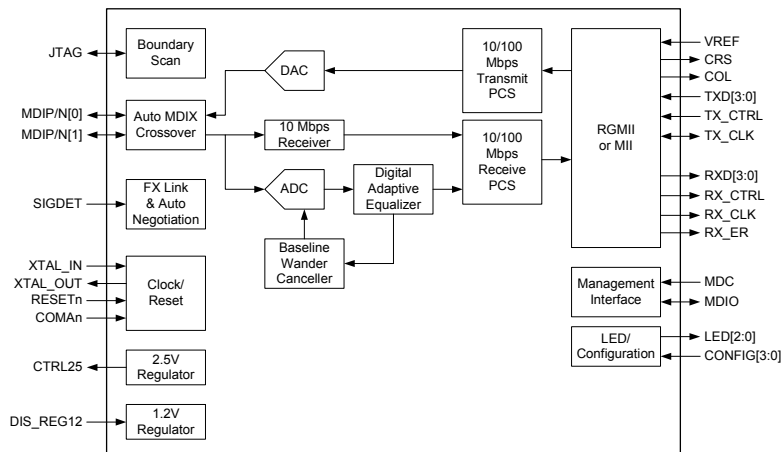 JTAG
Boundary
Scan
MDIP/N[0]
MDIP/N[1]
Auto MDIX
Crossover
DAC
10/100
Mbps
Transmit
PCS
10 Mbps
Receiver
10/100
Mbps
Receive
PCS
ADC
Digital
Adaptive
Equalizer
Baseline
Wander
Canceller
SIGDET
FX Link
& Auto
Negotiation
XTAL_IN
XTAL_OUT
RESETn
COMAn
Clock/
Reset
CTRL25
2.5V
Regulator
DIS_REG12
1.2V
Regulator
RGMII
or MII
VREF
CRS
COL
TXD[3:0]
TX_CTRL
TX_CLK
RXD[3:0]
RX_CTRL
RX_CLK
RX_ER
Management
Interface
MDC
MDIO
LED/
Configuration
LED[2:0]
CONFIG[3:0]